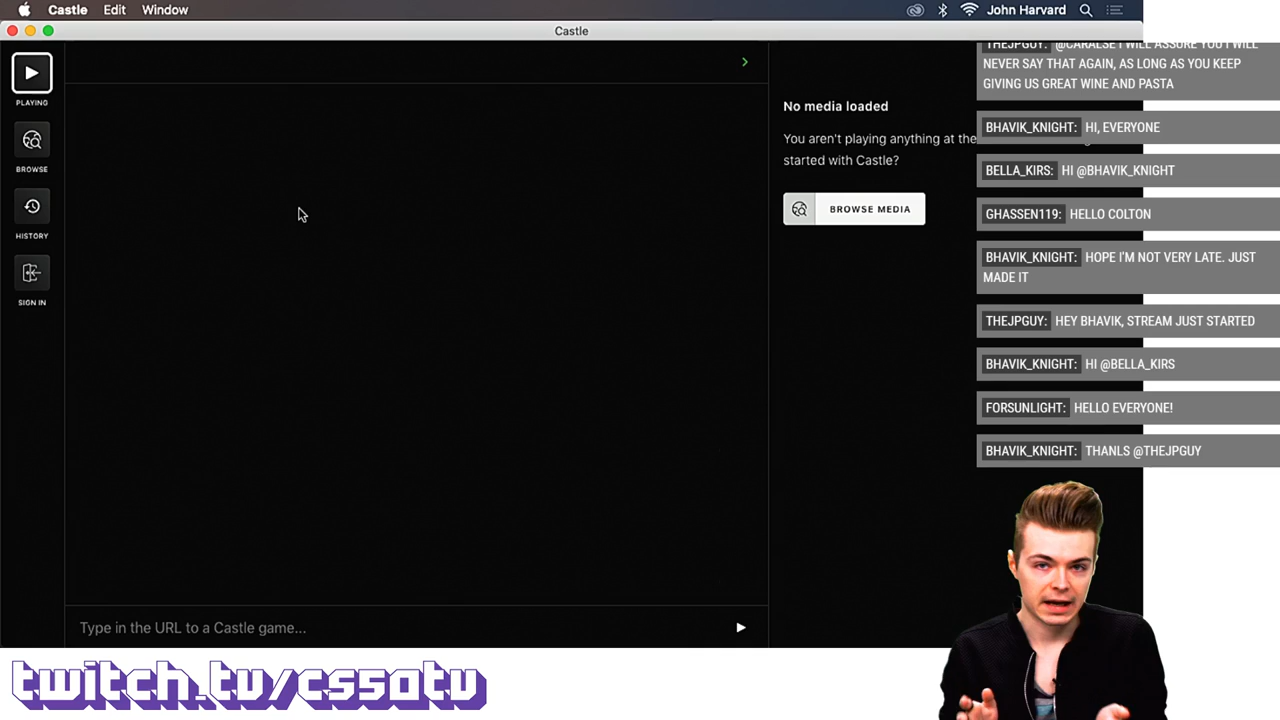 Castle Edit Window John Harvard
Castle
PLAYING
BROWSE
HISTORY
SIGN IN
No media loaded
You aren't playing anything at the
started with Castle?
BROWSE MEDIA
Type in the URL to a Castle game...
THEJPGUY: @CARALSE I WILL ASSURE YOU I WILL
NEVER SAY THAT AGAIN, AS LONG AS YOU KEEP
GIVING US GREAT WINE AND PASTA
BHAVIK_KNIGHT: HI, EVERYONE
BELLA_KIRS: HI @BHAVIK_KNIGHT
GHASSEN119: HELLO COLTON
BHAVIK_KNIGHT: HOPE I'M NOT VERY LATE. JUST
MADE IT
THEJPGUY: HEY BHAVIK, STREAM JUST STARTED
BHAVIK_KNIGHT: HI @BELLA_KIRS
FORSUNLIGHT: HELLO EVERYONE!
BHAVIK_KNIGHT: THANLS @THEJPGUY
twitch.tv/cs50tv